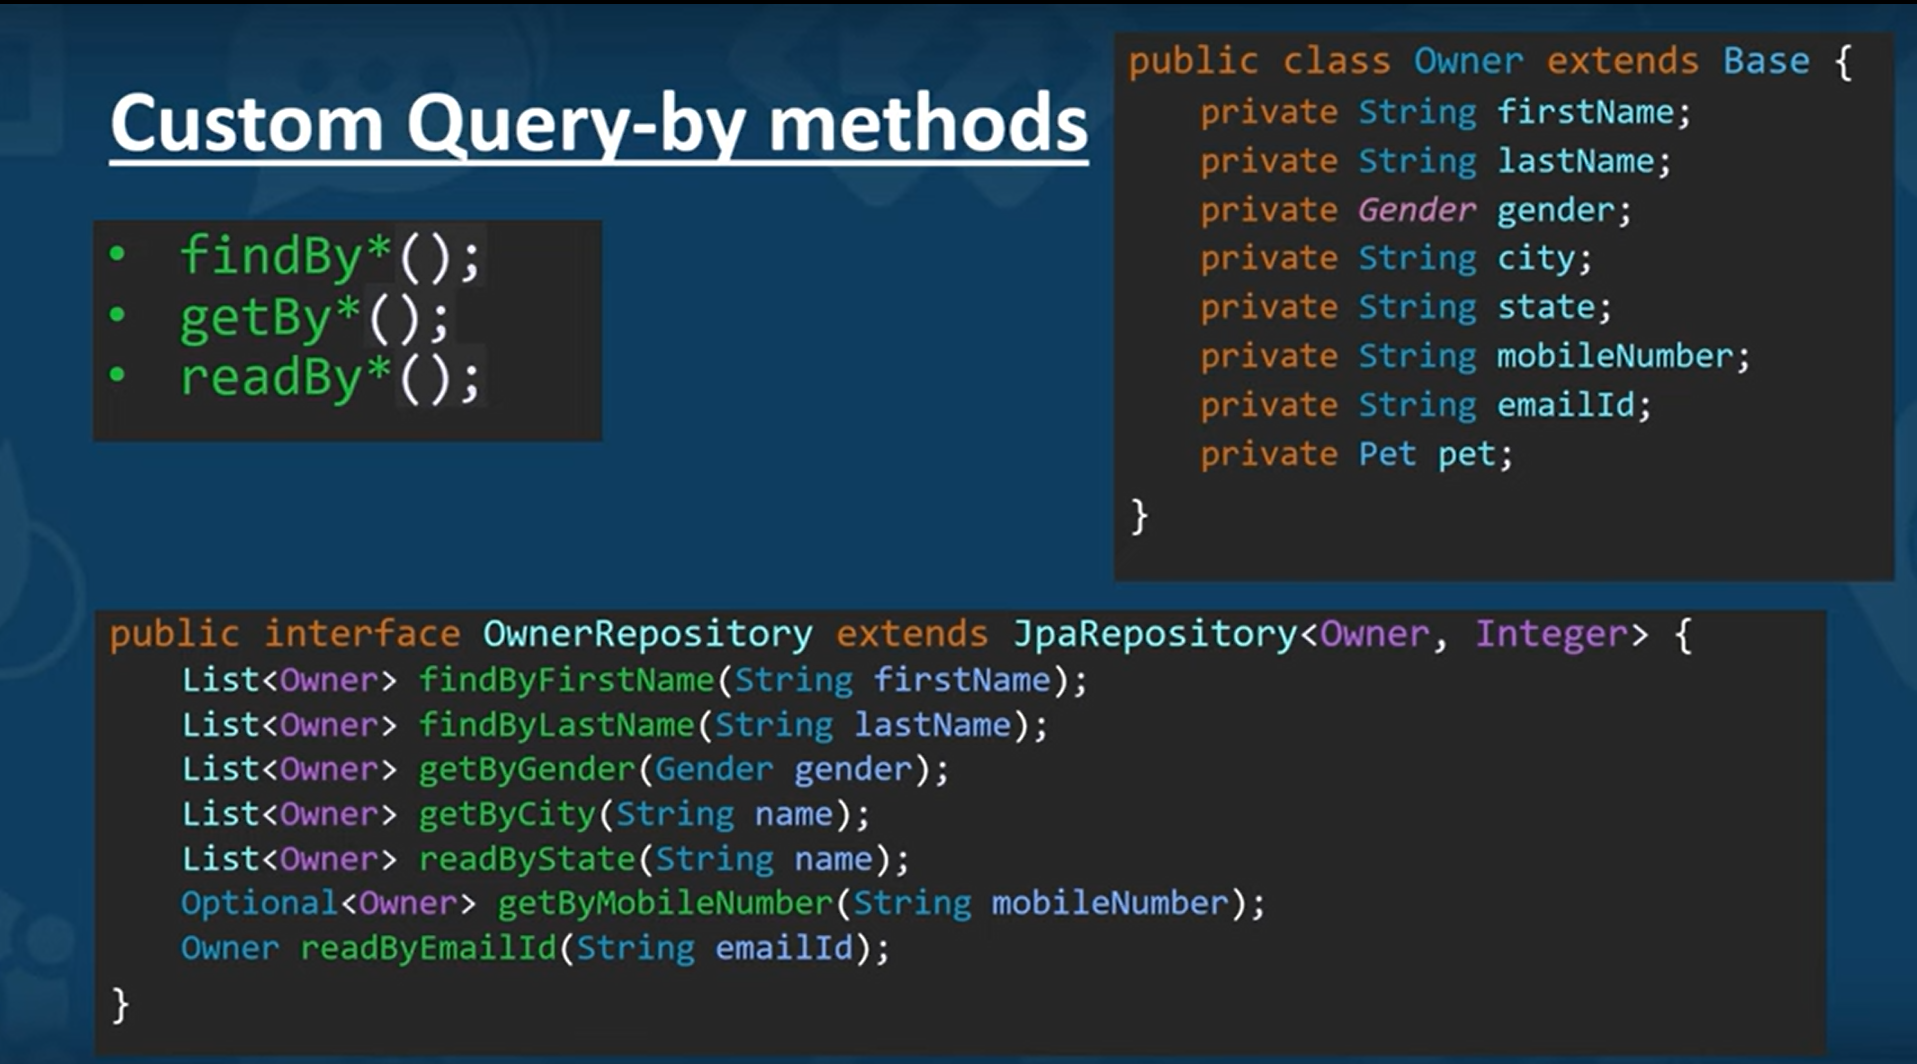 Custom Query-by methods
• findBy*();
• getBy*();
• readBy*();
public class Owner extends Base {
private String firstName;
private String lastName;
private Gender gender;
private String city;
private String state;
private String mobileNumber;
private String emailId;
private Pet pet;
}
public interface OwnerRepository extends JpaRepository<Owner, Integer> {
List<Owner> findByFirstName(String firstName);
List<Owner> findByLastName(String lastName);
List<Owner> getByGender(Gender gender);
List<Owner> getByCity(String name);
List<Owner> readByState(String name);
Optional<Owner> getByMobileNumber(String mobileNumber);
Owner readByEmailId(String emailId);
}